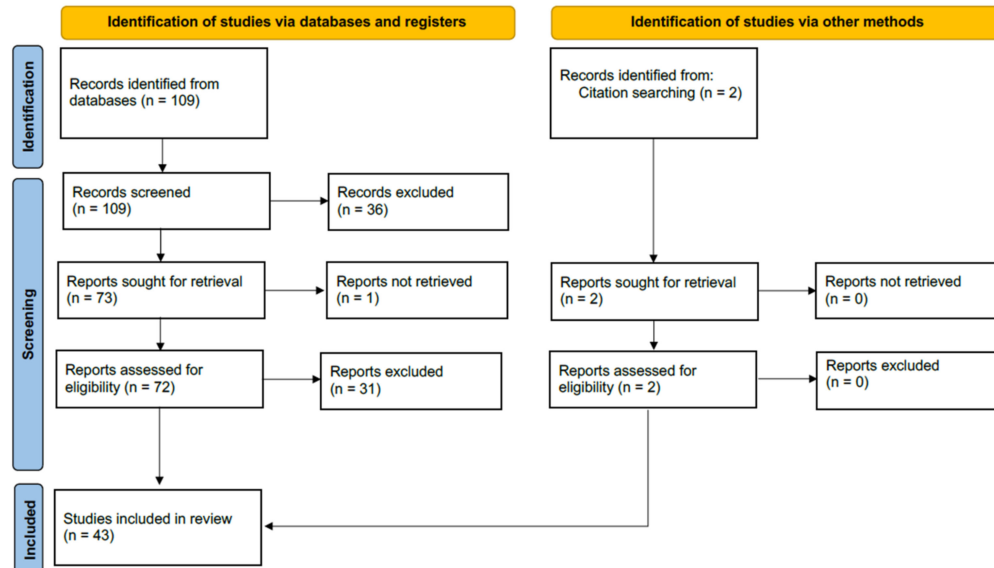 Identification of studies via databases and registers
Identification of studies via other methods
Identification
Records identified from
databases (n = 109)
Records identified from:
Citation searching (n = 2)
Screening
Records screened
(n = 109)
Records excluded
(n = 36)
Reports sought for retrieval
(n = 73)
Reports not retrieved
(n = 1)
Reports sought for retrieval
(n = 2)
Reports not retrieved
(n = 0)
Reports assessed for
eligibility (n = 72)
Reports excluded
(n = 31)
Reports assessed for
eligibility (n = 2)
Reports excluded
(n = 0)
Included
Studies included in review
(n = 43)